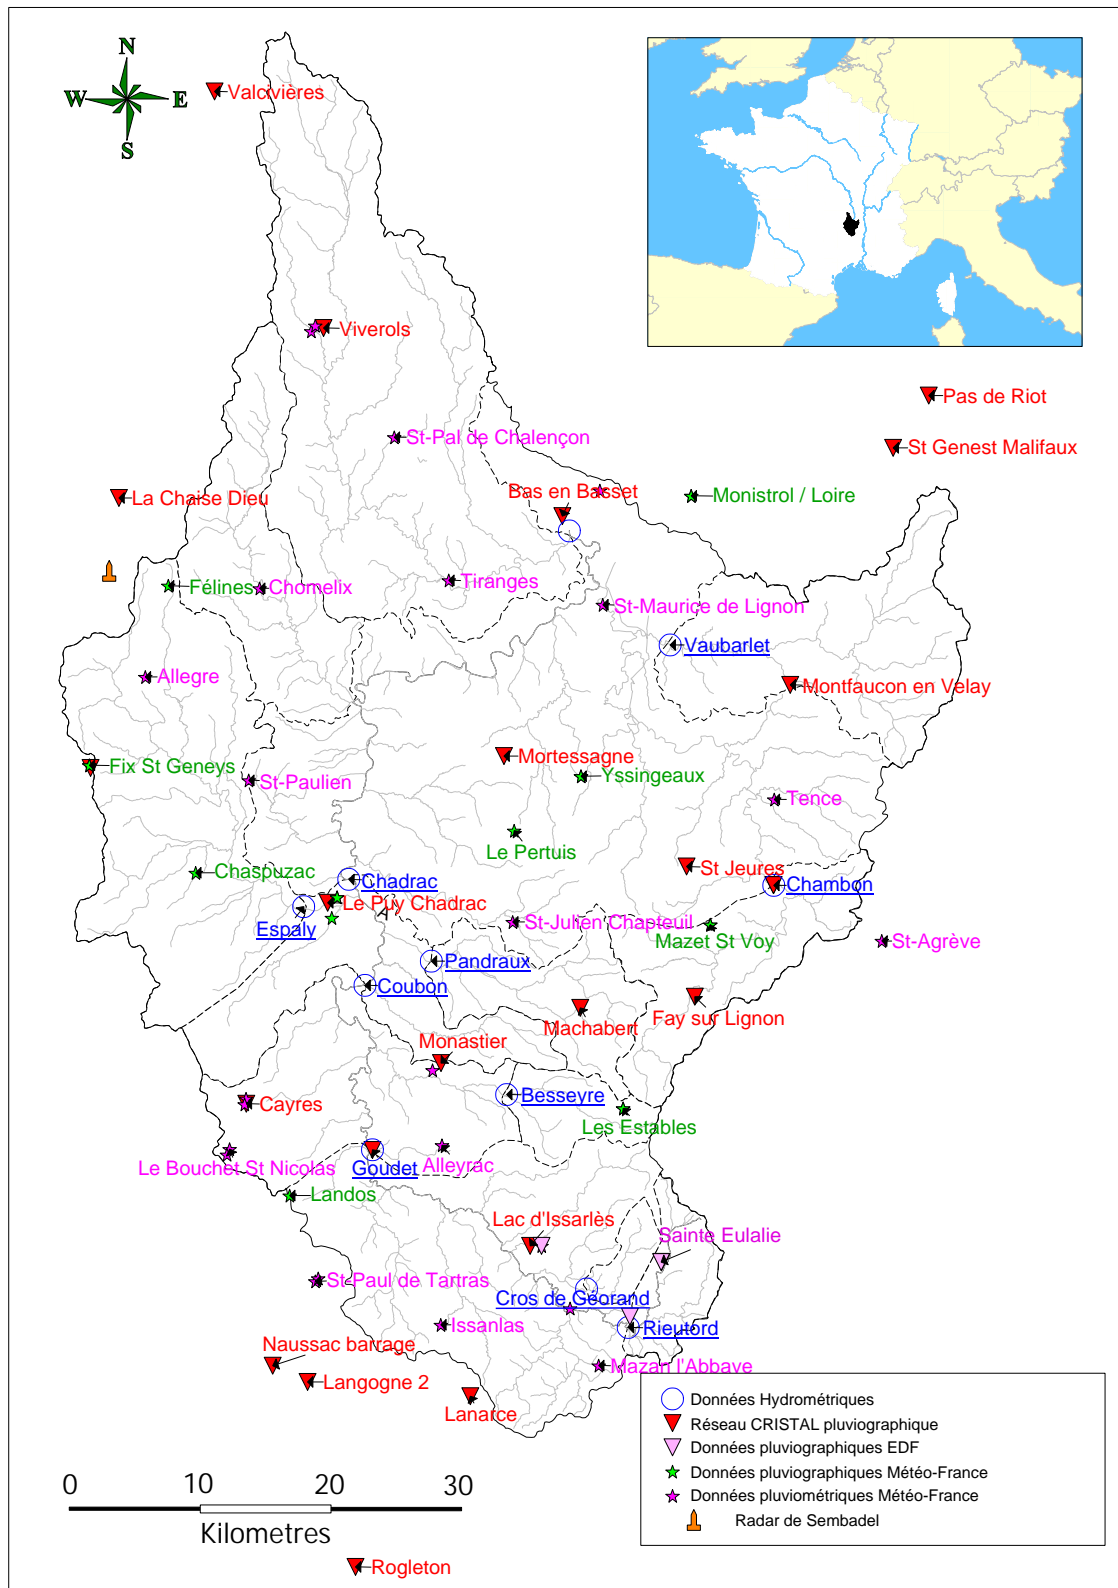 N
W
E
S
Valcivières
Viverols
Pas de Riot
St-Pal de Chalençon
St Genest Malifaux
Bas en Basset
La Chaise Dieu
Monistrol / Loire
Félines
Chomelix
Tiranges
St-Maurice de Lignon
Vaubarlet
Allegre
Montfaucon en Velay
Mortessagne
Fix St Geneys
St-Paulien
Yssingeaux
Tence
Le Pertuis
Chaspuzac
St Jeures
Chadrac
Chambon
Le Puy Chadrac
Espaly
St-Julien Chapteuil
Mazet St Voy
St-Agrève
Pandraux
Coubon
Machabert
Fay sur Lignon
Monastier
Besseyre
Cayres
Les Estables
Le Bouchet St Nicolas
Goudet
Alleyrac
Landos
Lac d'Issarlès
Sainte Eulalie
St-Paul de Tartras
Cros de Géorand
Issanlas
Rieutord
Naussac barrage
Mazan l'Abbaye
Langogne 2
Lanarce
Données Hydrométriques
Réseau CRISTAL pluviographique
Données pluviographiques EDF
Données pluviographiques Météo-France
Données pluviométriques Météo-France
Radar de Sembadel
0 10 20 30
Kilometres
Rogleton